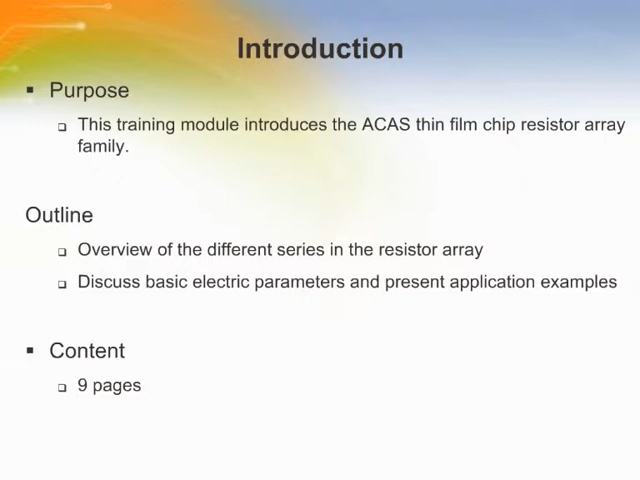 Introduction
▪ Purpose
❑ This training module introduces the ACAS thin film chip resistor array
family.
Outline
❑ Overview of the different series in the resistor array
❑ Discuss basic electric parameters and present application examples
▪ Content
❑ 9 pages